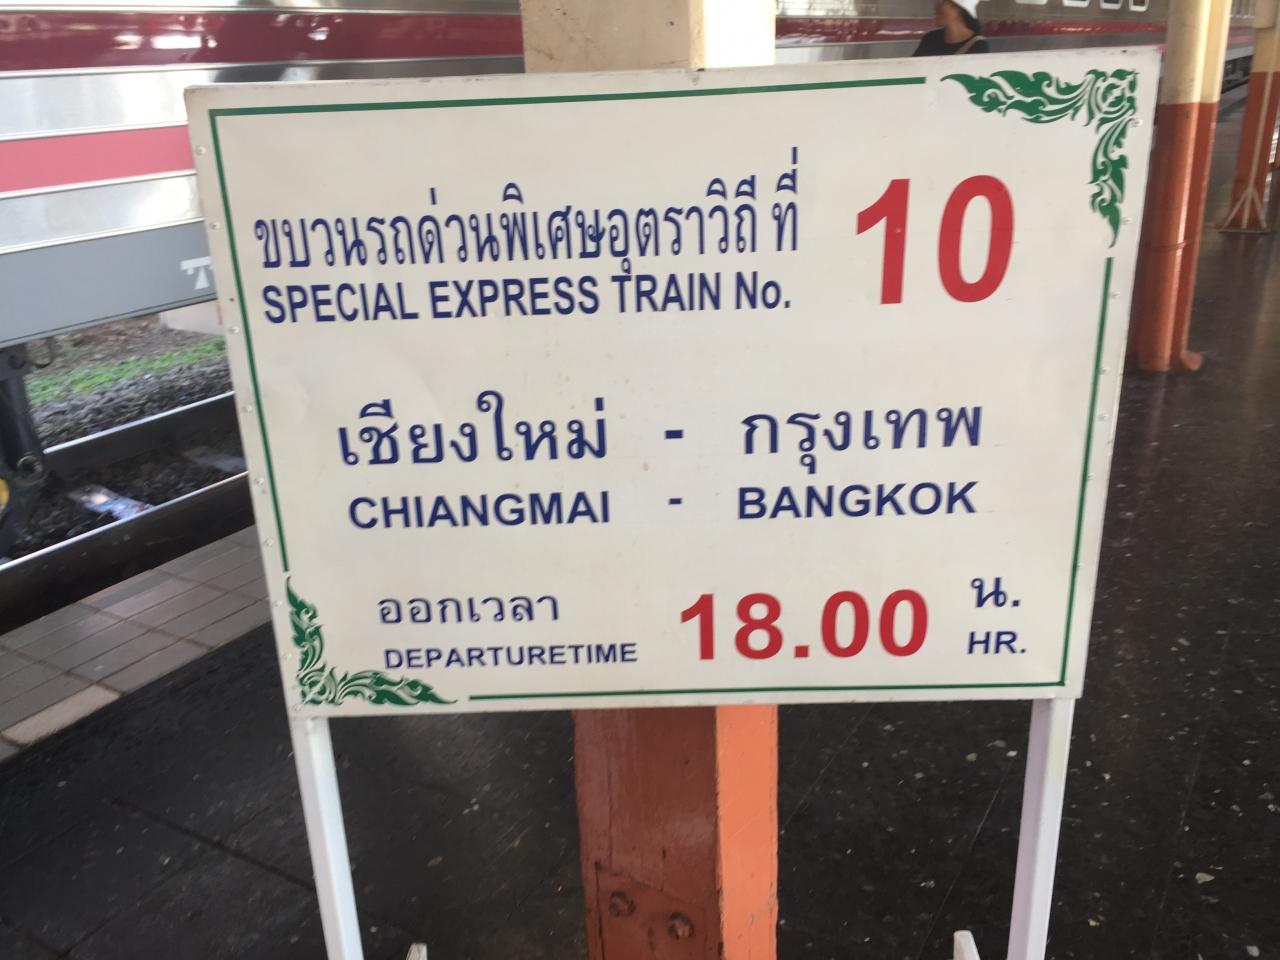 ขบวนรถด่วนพิเศษอุตราวิถี ที่ 10
SPECIAL EXPRESS TRAIN No.
เชียงใหม่ - กรุงเทพ
CHIANGMAI - BANGKOK
ออกเวลา 18.00 น.
DEPARTURETIME HR.